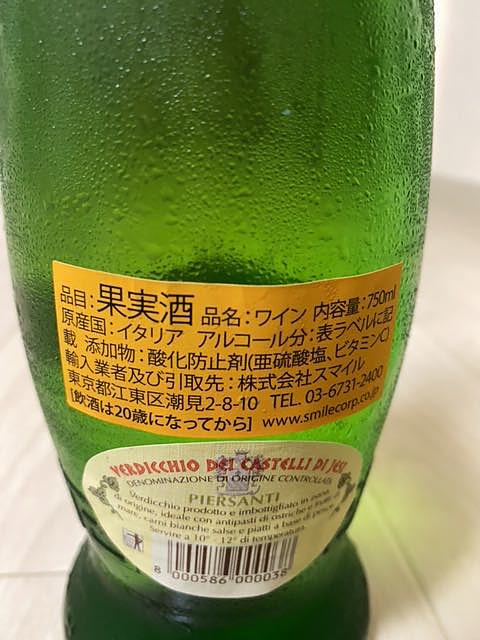 品目:果実酒 品名:ワイン 内容量:750ml
原産国:イタリア アルコール分:表ラベルに記
載 添加物:酸化防止剤(亜硫酸塩、ビタミンC)
輸入業者及び引取先:株式会社スマイル
東京都江東区潮見2-8-10 TEL. 03-6731-2400
[飲酒は20歳になってから] www.smilecorp.co.jp
VERDICCHIO DEI CASTELLI DI JESI
DENOMINAZIONE DI ORIGINE CONTROLLATA
PIERSANTI
Verdicchio prodotto e imbottigliato in zona
di origine, ideale con antipasti di ostriche e frutti di
mare, carni bianche salse e piatti a base di pesce.
Servire a 10° - 12° di temperatura.
8 000586 000038